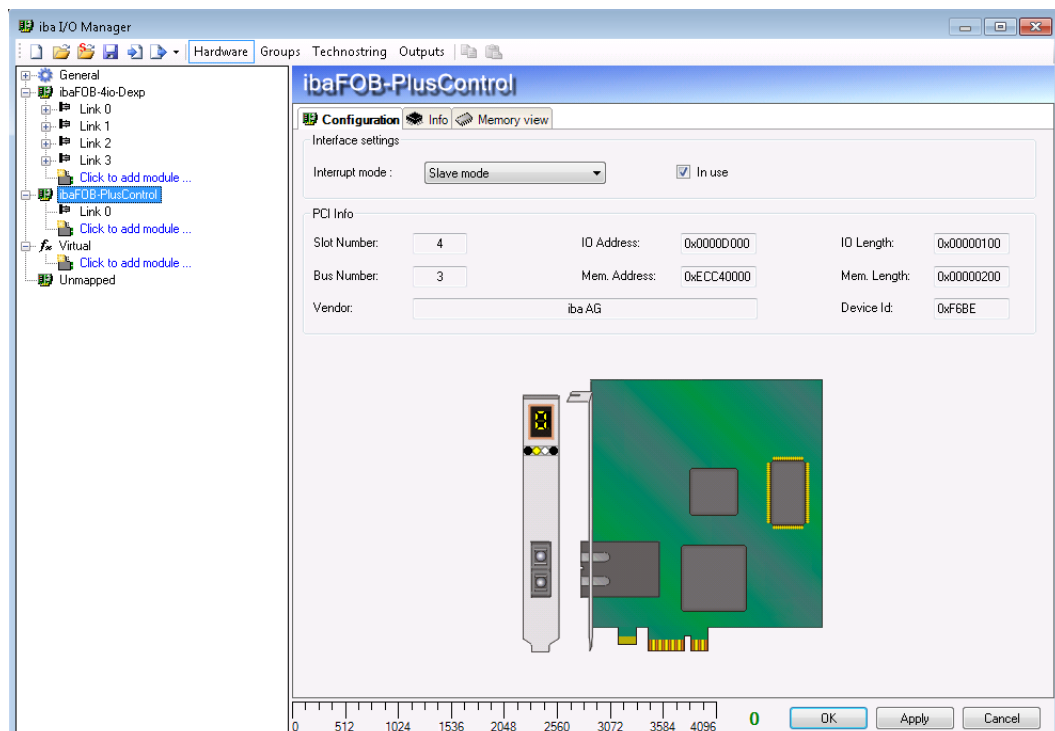 iba I/O Manager
Hardware Groups Technostring Outputs
General
ibaFOB-4io-Dexp
Link 0
Link 1
Link 2
Link 3
Click to add module ...
ibaFOB-PlusControl
Link 0
Click to add module ...
Virtual
Click to add module ...
Unmapped
ibaFOB-PlusControl
Configuration Info Memory view
Interface settings
Interrupt mode : Slave mode In use
PCI Info
Slot Number: 4 IO Address: 0x0000D000 IO Length: 0x00000100
Bus Number: 3 Mem. Address: 0xECC40000 Mem. Length: 0x00000200
Vendor: iba AG Device Id: 0xF6BE
0 512 1024 1536 2048 2560 3072 3584 4096 0 OK Apply Cancel